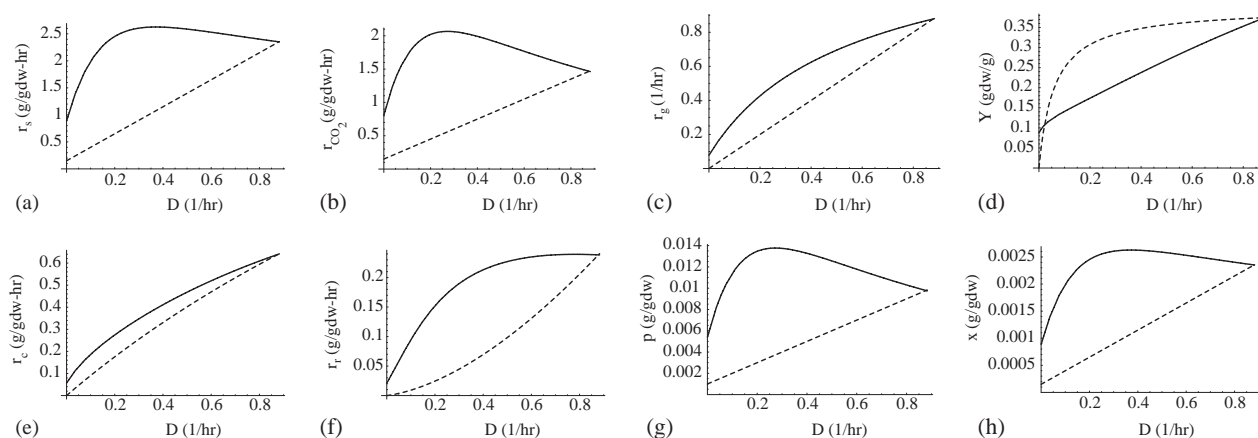 r_s (g/gdw-hr)
2.5
2
1.5
1
0.5
0.2 0.4 0.6 0.8
(a) D (1/hr)
r_CO2 (g/gdw-hr)
2
1.5
1
0.5
0.2 0.4 0.6 0.8
(b) D (1/hr)
r_g (1/hr)
0.8
0.6
0.4
0.2
0.2 0.4 0.6 0.8
(c) D (1/hr)
Y (gdw/g)
0.35
0.3
0.25
0.2
0.15
0.1
0.05
0.2 0.4 0.6 0.8
(d) D (1/hr)
r_c (g/gdw-hr)
0.6
0.5
0.4
0.3
0.2
0.1
0.2 0.4 0.6 0.8
(e) D (1/hr)
r_r (g/gdw-hr)
0.2
0.15
0.1
0.05
0.2 0.4 0.6 0.8
(f) D (1/hr)
p (g/gdw)
0.014
0.012
0.01
0.008
0.006
0.004
0.002
0.2 0.4 0.6 0.8
(g) D (1/hr)
x (g/gdw)
0.0025
0.002
0.0015
0.001
0.0005
0.2 0.4 0.6 0.8
(h) D (1/hr)